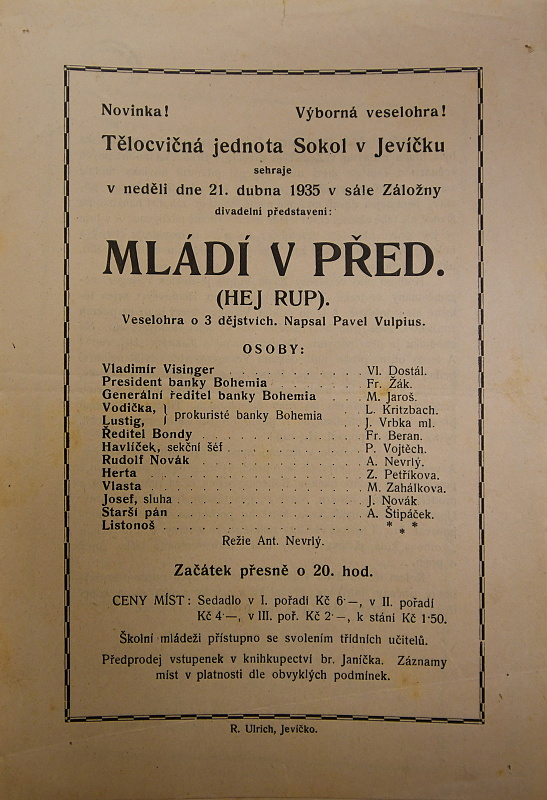 Novinka! Výborná veselohra!
Tělocvičná jednota Sokol v Jevíčku
sehraje
v neděli dne 21. dubna 1935 v sále Záložny
divadelní představení:
MLÁDÍ V PŘED.
(HEJ RUP).
Veselohra o 3 dějstvích. Napsal Pavel Vulpius.
OSOBY:
Vladimír Visinger . . . . . . . . . . . . Vl. Dostál.
President banky Bohemia . . . . . . . . Fr. Žák.
Generální ředitel banky Bohemia . . . . M. Jaroš.
Vodička, } prokuristé banky Bohemia . . L. Kritzbach.
Lustig, } . . J. Vrbka ml.
Ředitel Bondy . . . . . . . . . . . . . Fr. Beran.
Havlíček, sekční šéf . . . . . . . . . . P. Vojtěch.
Rudolf Novák . . . . . . . . . . . . . A. Nevrlý.
Herta . . . . . . . . . . . . . . . . Z. Petříkova.
Vlasta . . . . . . . . . . . . . . . . M. Zahálkova.
Josef, sluha . . . . . . . . . . . . . . J. Novák
Starší pán . . . . . . . . . . . . . . A. Štipáček.
Listonoš . . . . . . . . . . . . . . . * * *
Režie Ant. Nevrlý.
Začátek přesně o 20. hod.
CENY MÍST: Sedadlo v I. pořadí Kč 6·—, v II. pořadí
Kč 4·—, v III. poř. Kč 2·—, k stání Kč 1·50.
Školní mládeži přístupno se svolením třídních učitelů.
Předprodej vstupenek v knihkupectví br. Janíčka. Záznamy
míst v platnosti dle obvyklých podmínek.
R. Ulrich, Jevíčko.